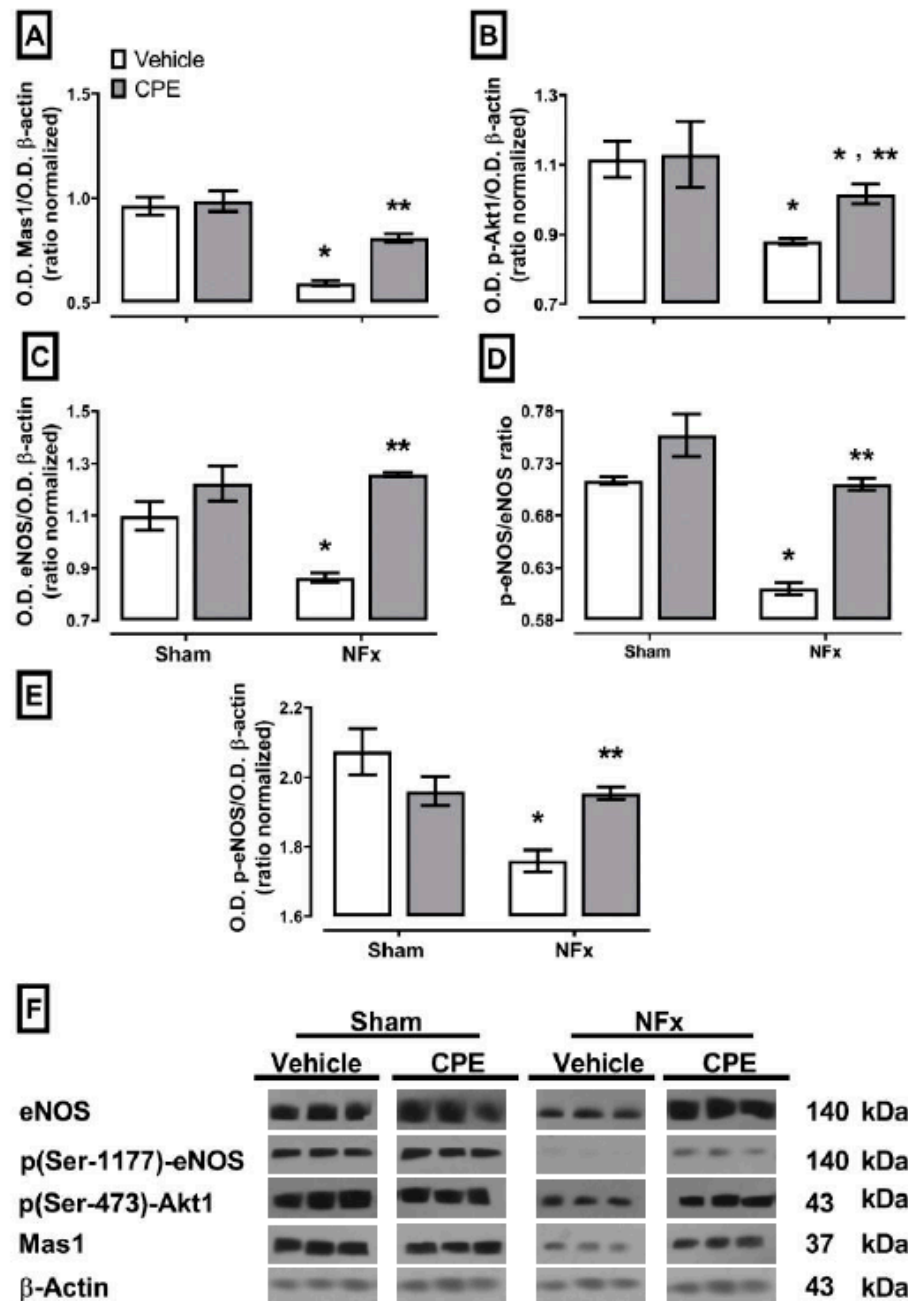 A
B
Vehicle
CPE
O.D. Mas1/O.D. β-actin
(ratio normalized)
1.5
1.0
0.5
*
**
O.D. p-Akt1/O.D. β-actin
(ratio normalized)
1.3
1.1
0.9
0.7
*
* , **
C
D
O.D. eNOS/O.D. β-actin
(ratio normalized)
1.5
1.3
1.1
0.9
0.7
*
**
Sham
NFx
p-eNOS/eNOS ratio
0.78
0.73
0.68
0.63
0.58
*
**
Sham
NFx
E
O.D. p-eNOS/O.D. β-actin
(ratio normalized)
2.2
2.0
1.8
1.6
*
**
Sham
NFx
F
Sham NFx
Vehicle CPE Vehicle CPE
eNOS 140 kDa
p(Ser-1177)-eNOS 140 kDa
p(Ser-473)-Akt1 43 kDa
Mas1 37 kDa
β-Actin 43 kDa